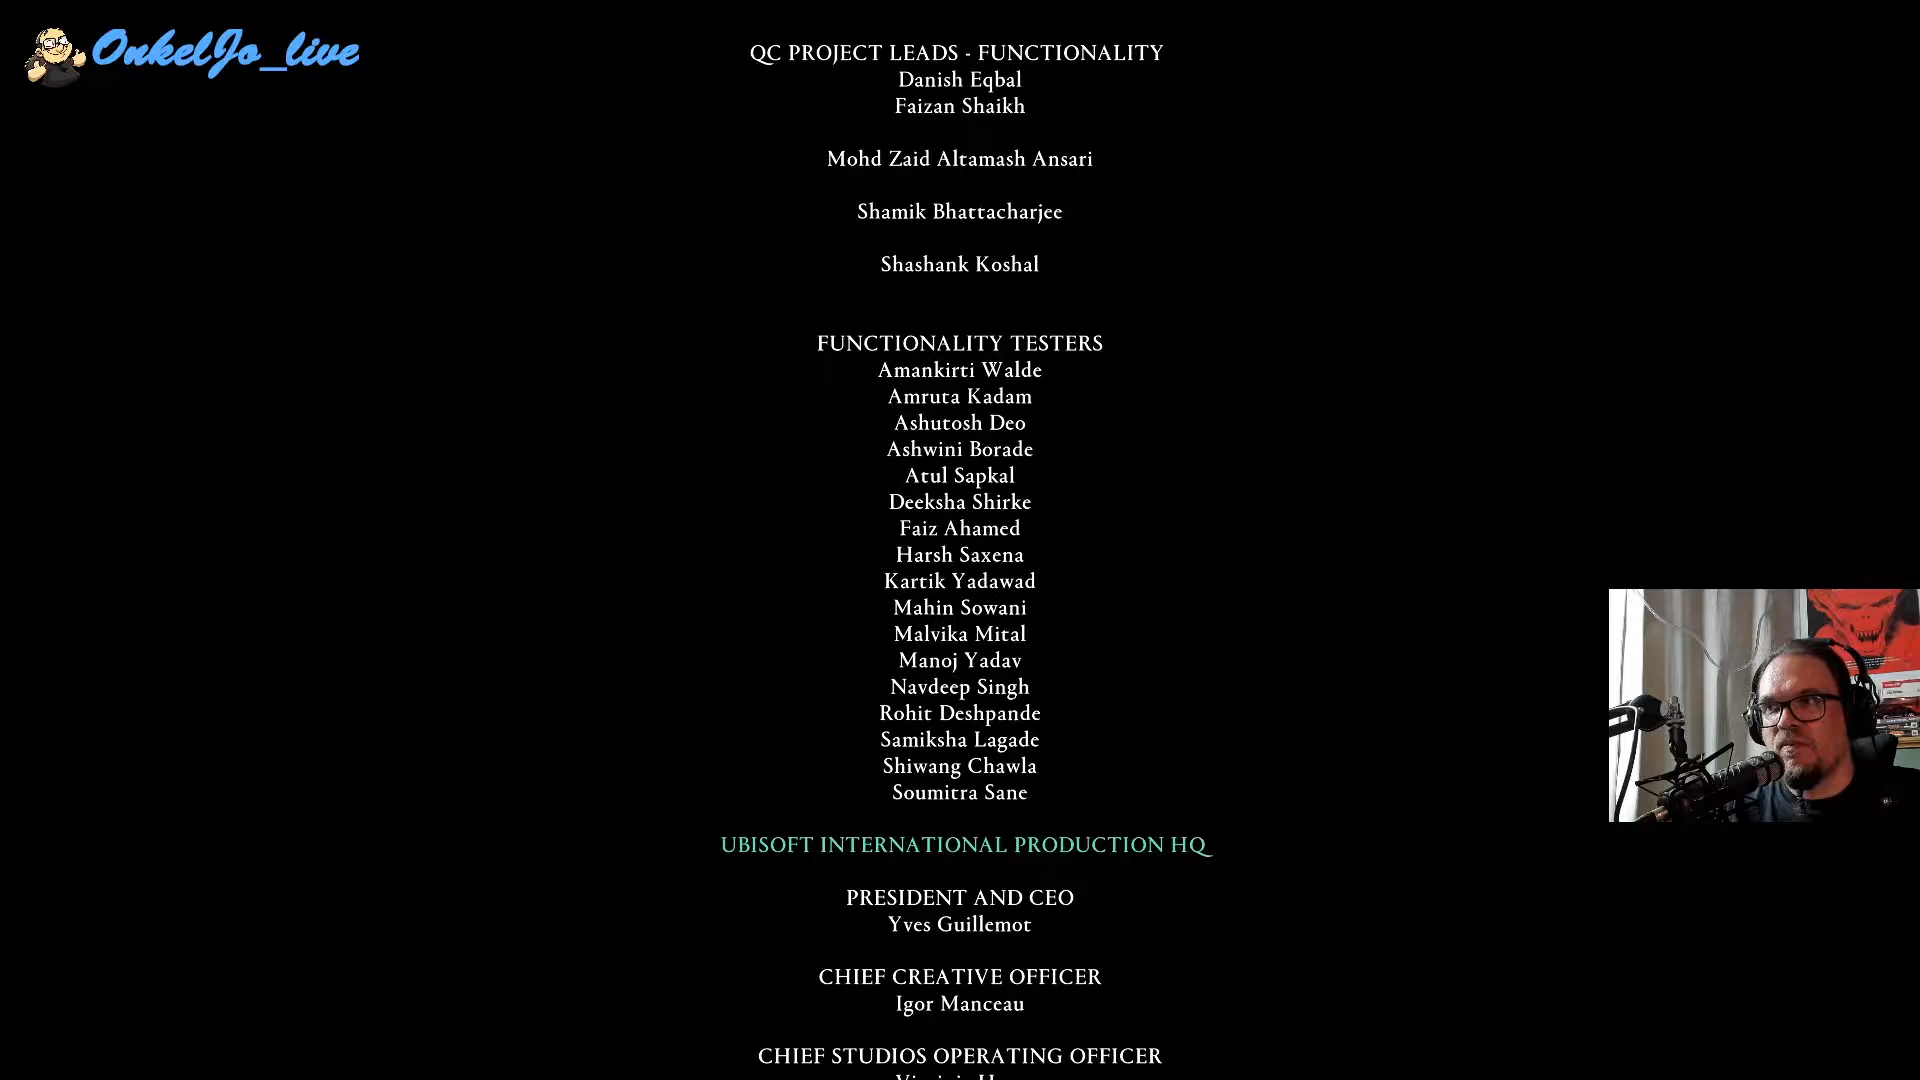 OnkelJo_live
QC PROJECT LEADS - FUNCTIONALITY
Danish Eqbal
Faizan Shaikh
Mohd Zaid Altamash Ansari
Shamik Bhattacharjee
Shashank Koshal
FUNCTIONALITY TESTERS
Amankirti Walde
Amruta Kadam
Ashutosh Deo
Ashwini Borade
Atul Sapkal
Deeksha Shirke
Faiz Ahamed
Harsh Saxena
Kartik Yadawad
Mahin Sowani
Malvika Mital
Manoj Yadav
Navdeep Singh
Rohit Deshpande
Samiksha Lagade
Shiwang Chawla
Soumitra Sane
UBISOFT INTERNATIONAL PRODUCTION HQ
PRESIDENT AND CEO
Yves Guillemot
CHIEF CREATIVE OFFICER
Igor Manceau
CHIEF STUDIOS OPERATING OFFICER